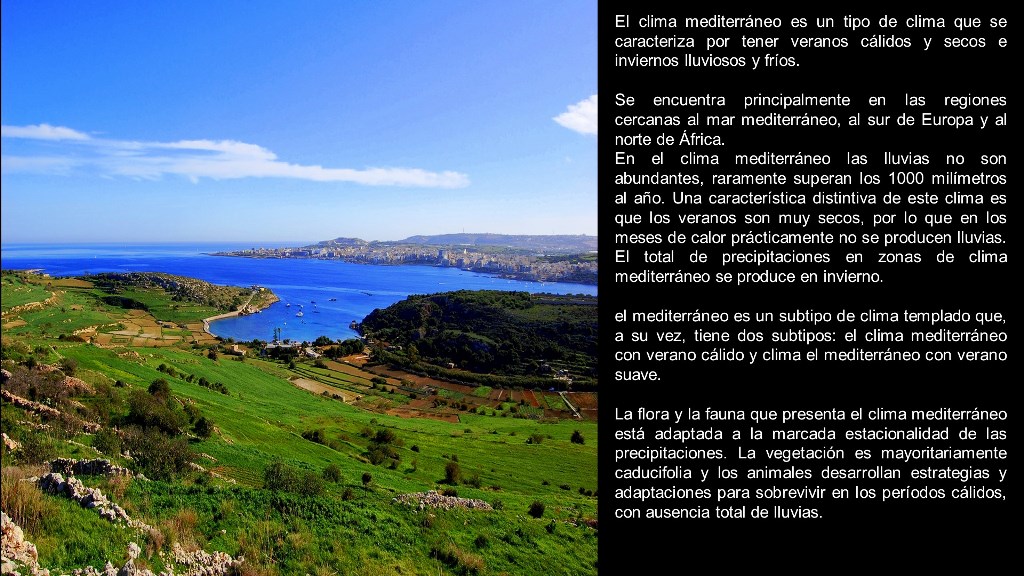 El clima mediterráneo es un tipo de clima que se
caracteriza por tener veranos cálidos y secos e
inviernos lluviosos y fríos.
Se encuentra principalmente en las regiones
cercanas al mar mediterráneo, al sur de Europa y al
norte de África.
En el clima mediterráneo las lluvias no son
abundantes, raramente superan los 1000 milímetros
al año. Una característica distintiva de este clima es
que los veranos son muy secos, por lo que en los
meses de calor prácticamente no se producen lluvias.
El total de precipitaciones en zonas de clima
mediterráneo se produce en invierno.
el mediterráneo es un subtipo de clima templado que,
a su vez, tiene dos subtipos: el clima mediterráneo
con verano cálido y clima el mediterráneo con verano
suave.
La flora y la fauna que presenta el clima mediterráneo
está adaptada a la marcada estacionalidad de las
precipitaciones. La vegetación es mayoritariamente
caducifolia y los animales desarrollan estrategias y
adaptaciones para sobrevivir en los períodos cálidos,
con ausencia total de lluvias.